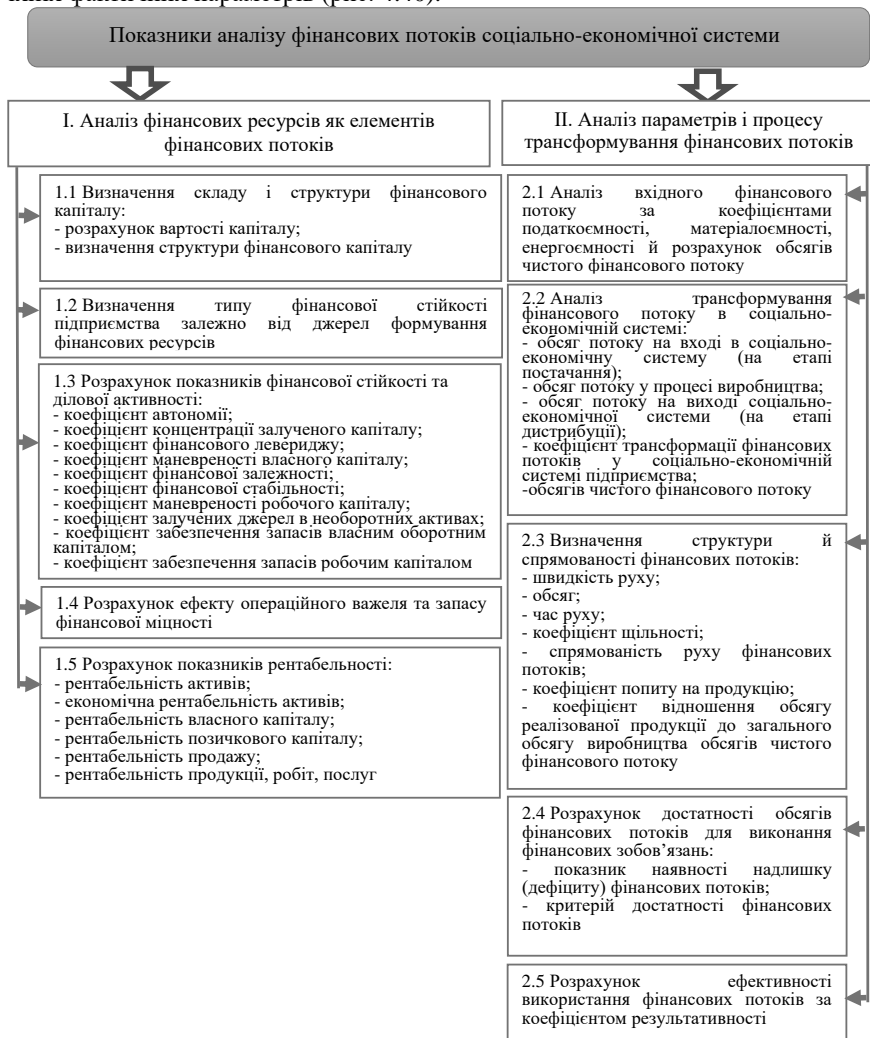 Показники аналізу фінансових потоків соціально-економічної системи
І. Аналіз фінансових ресурсів як елементів
фінансових потоків
1.1 Визначення складу і структури фінансового
капіталу:
- розрахунок вартості капіталу;
- визначення структури фінансового капіталу
1.2 Визначення типу фінансової стійкості
підприємства залежно від джерел формування
фінансових ресурсів
1.3 Розрахунок показників фінансової стійкості та
ділової активності:
- коефіцієнт автономії;
- коефіцієнт концентрації залученого капіталу;
- коефіцієнт фінансового левериджу;
- коефіцієнт маневреності власного капіталу;
- коефіцієнт фінансової залежності;
- коефіцієнт фінансової стабільності;
- коефіцієнт маневреності робочого капіталу;
- коефіцієнт залучених джерел в необоротних активах;
- коефіцієнт забезпечення запасів власним оборотним
капіталом;
- коефіцієнт забезпечення запасів робочим капіталом
1.4 Розрахунок ефекту операційного важеля та запасу
фінансової міцності
1.5 Розрахунок показників рентабельності:
- рентабельність активів;
- економічна рентабельність активів;
- рентабельність власного капіталу;
- рентабельність позичкового капіталу;
- рентабельність продажу;
- рентабельність продукції, робіт, послуг
ІІ. Аналіз параметрів і процесу
трансформування фінансових потоків
2.1 Аналіз вхідного фінансового
потоку за коефіцієнтами
податкоємності, матеріалоємності,
енергоємності й розрахунок обсягів
чистого фінансового потоку
2.2 Аналіз трансформування
фінансового потоку в соціально-
економічній системі:
- обсяг потоку на вході в соціально-
економічну систему (на етапі
постачання);
- обсяг потоку у процесі виробництва;
- обсяг потоку на виході соціально-
економічної системи (на етапі
дистрибуції);
- коефіцієнт трансформації фінансових
потоків у соціально-економічній
системі підприємства;
-обсягів чистого фінансового потоку
2.3 Визначення структури й
спрямованості фінансових потоків:
- швидкість руху;
- обсяг;
- час руху;
- коефіцієнт щільності;
- спрямованість руху фінансових
потоків;
- коефіцієнт попиту на продукцію;
- коефіцієнт відношення обсягу
реалізованої продукції до загального
обсягу виробництва обсягів чистого
фінансового потоку
2.4 Розрахунок достатності обсягів
фінансових потоків для виконання
фінансових зобов’язань:
- показник наявності надлишку
(дефіциту) фінансових потоків;
- критерій достатності фінансових
потоків
2.5 Розрахунок ефективності
використання фінансових потоків за
коефіцієнтом результативності